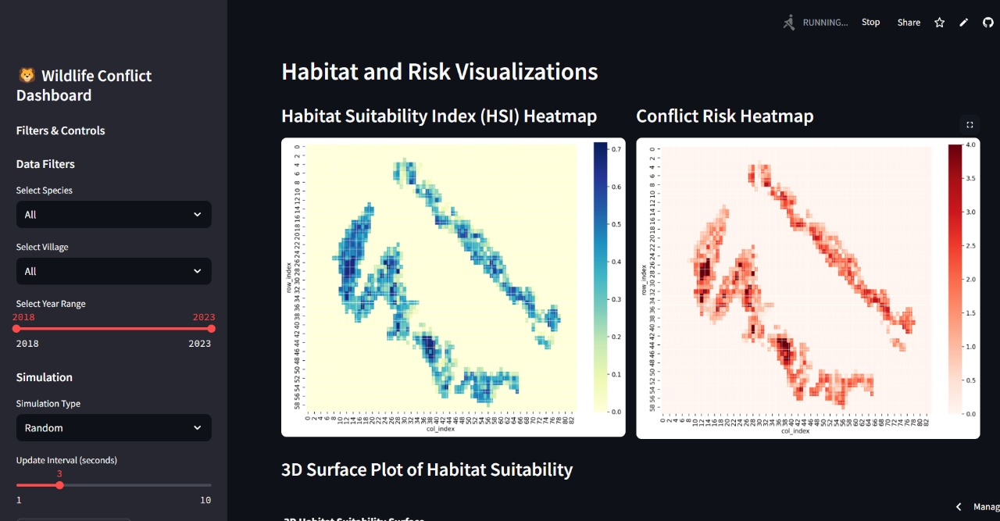 RUNNING...
Stop
Share
🦁 Wildlife Conflict
Dashboard
Filters & Controls
Data Filters
Select Species
All
Select Village
All
Select Year Range
2018 2023
2018 2023
Simulation
Simulation Type
Random
Update Interval (seconds)
3
1 10
Habitat and Risk Visualizations
Habitat Suitability Index (HSI) Heatmap
row_index
0 2 4 6 8 10 12 14 16 18 20 22 24 26 28 30 32 34 36 38 40 42 44 46 48 50 52 54 56 58
0 2 4 6 8 10 12 14 16 18 20 22 24 26 28 30 32 34 36 38 40 42 44 46 48 50 52 54 56 58 60 62 64 66 68 70 72 74 76 78 80 82
col_index
0.7
0.6
0.5
0.4
0.3
0.2
0.1
0.0
Conflict Risk Heatmap
row_index
0 2 4 6 8 10 12 14 16 18 20 22 24 26 28 30 32 34 36 38 40 42 44 46 48 50 52 54 56 58
0 2 4 6 8 10 12 14 16 18 20 22 24 26 28 30 32 34 36 38 40 42 44 46 48 50 52 54 56 58 60 62 64 66 68 70 72 74 76 78 80 82
col_index
4.0
3.5
3.0
2.5
2.0
1.5
1.0
0.5
0.0
3D Surface Plot of Habitat Suitability
3D Habitat Suitability Surface
Manag